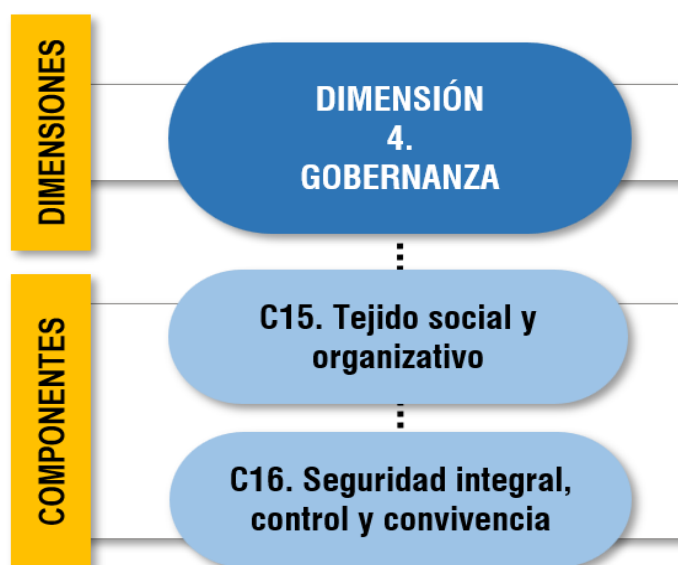 DIMENSIONES
DIMENSIÓN
4.
GOBERNANZA
COMPONENTES
C15. Tejido social y
organizativo
C16. Seguridad integral,
control y convivencia